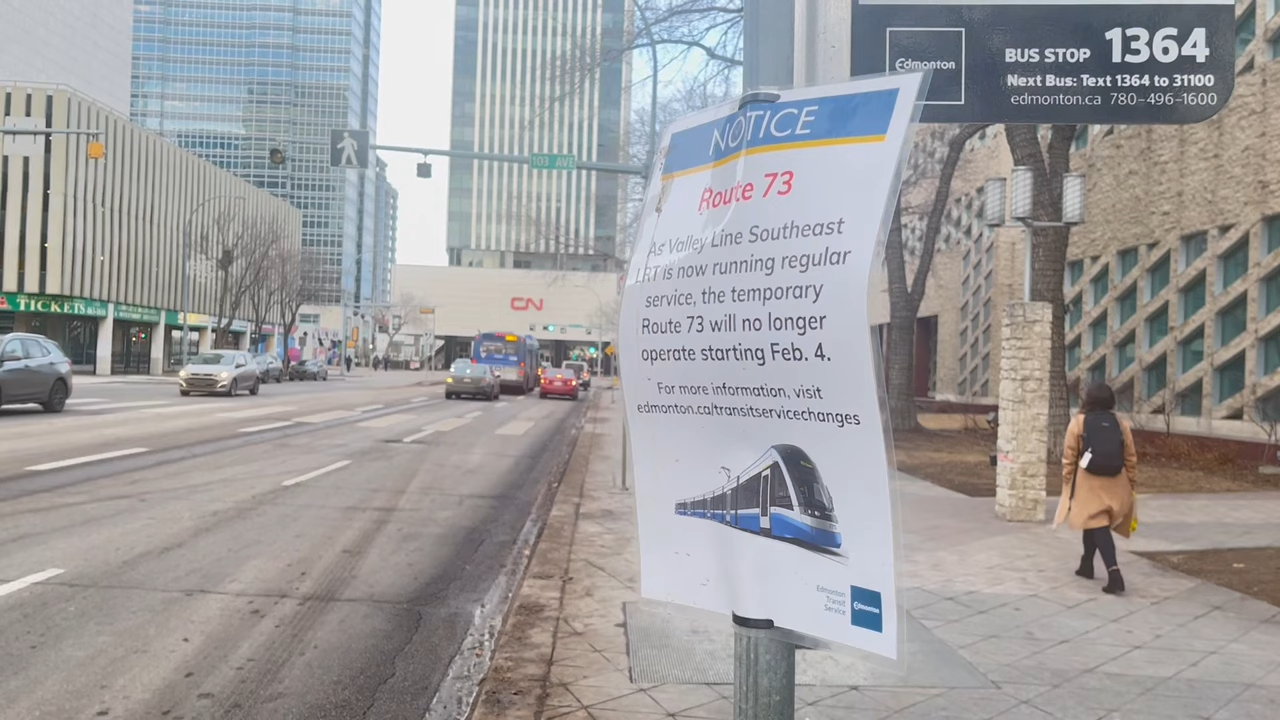 Edmonton
BUS STOP 1364
Next Bus: Text 1364 to 31100
edmonton.ca 780-496-1600
NOTICE
Route 73
As Valley Line Southeast
LRT is now running regular
service, the temporary
Route 73 will no longer
operate starting Feb. 4.
For more information, visit
edmonton.ca/transitservicechanges
Edmonton
Transit
Service
Edmonton
103 AVE
CN
TICKETS